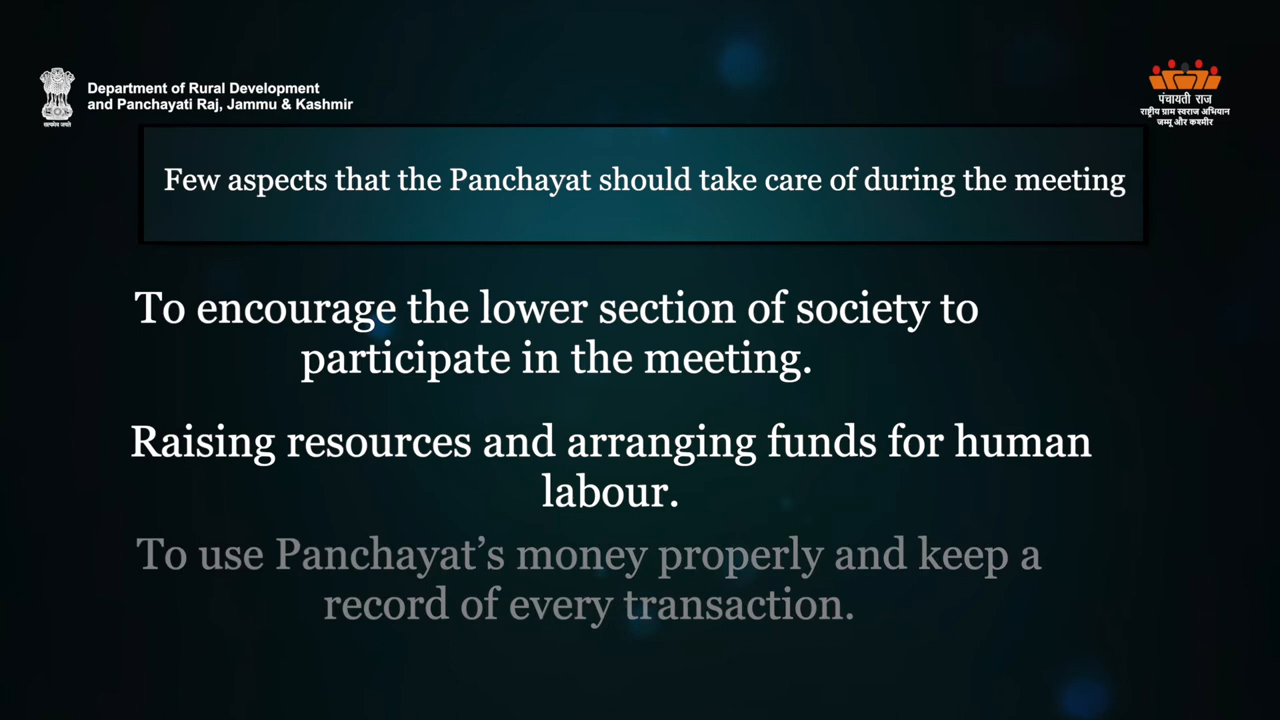 Department of Rural Development
and Panchayati Raj, Jammu & Kashmir
सत्यमेव जयते
पंचायती राज
राष्ट्रीय ग्राम स्वराज अभियान
जम्मू और कश्मीर
Few aspects that the Panchayat should take care of during the meeting
To encourage the lower section of society to
participate in the meeting.
Raising resources and arranging funds for human
labour.
To use Panchayat’s money properly and keep a
record of every transaction.